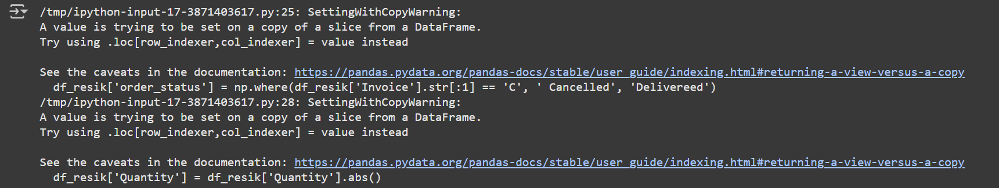 /tmp/ipython-input-17-3871403617.py:25: SettingWithCopyWarning:
A value is trying to be set on a copy of a slice from a DataFrame.
Try using .loc[row_indexer,col_indexer] = value instead
See the caveats in the documentation: https://pandas.pydata.org/pandas-docs/stable/user_guide/indexing.html#returning-a-view-versus-a-copy
df_resik['order_status'] = np.where(df_resik['Invoice'].str[:1] == 'C', ' Cancelled', 'Delivereed')
/tmp/ipython-input-17-3871403617.py:28: SettingWithCopyWarning:
A value is trying to be set on a copy of a slice from a DataFrame.
Try using .loc[row_indexer,col_indexer] = value instead
See the caveats in the documentation: https://pandas.pydata.org/pandas-docs/stable/user_guide/indexing.html#returning-a-view-versus-a-copy
df_resik['Quantity'] = df_resik['Quantity'].abs()